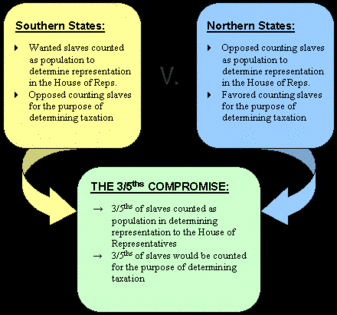 Southern States:
➤ Wanted slaves counted
as population to
determine representation
in the House of Reps.
➤ Opposed counting slaves
for the purpose of
determining taxation
V.
Northern States:
➤ Opposed counting slaves
as population to
determine representation
in the House of Reps.
➤ Favored counting slaves
for the purpose of
determining taxation
THE 3/5ths COMPROMISE:
→ 3/5ths of slaves counted as
population in determining
representation to the House of
Representatives
→ 3/5ths of slaves would be counted
for the purpose of determining
taxation